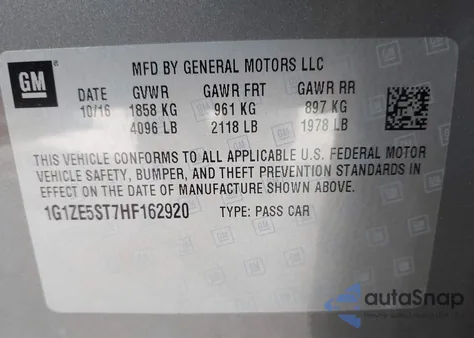 GM
MFD BY GENERAL MOTORS LLC
DATE GVWR GAWR FRT GAWR RR
10/16 1858 KG 961 KG 897 KG
4096 LB 2118 LB 1978 LB
THIS VEHICLE CONFORMS TO ALL APPLICABLE U.S. FEDERAL MOTOR
VEHICLE SAFETY, BUMPER, AND THEFT PREVENTION STANDARDS IN
EFFECT ON THE DATE OF MANUFACTURE SHOWN ABOVE.
1G1ZE5ST7HF162920 TYPE: PASS CAR
autaSnap